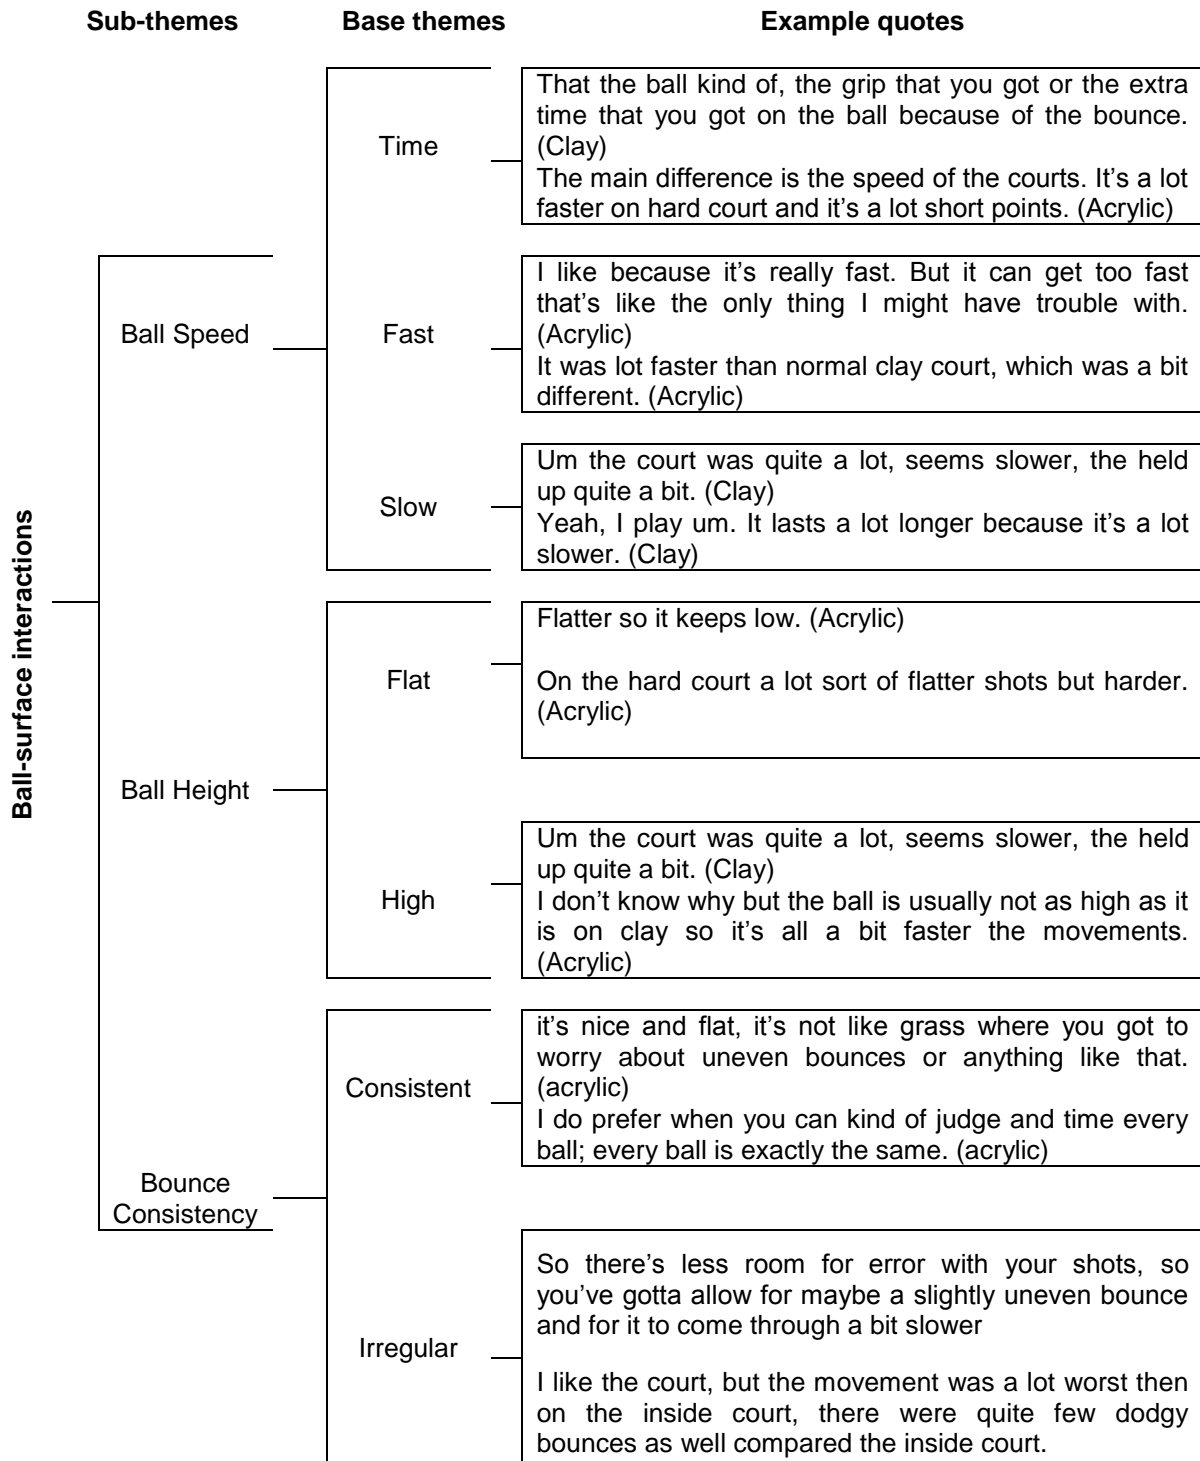 Sub-themes Base themes Example quotes
Ball-surface interactions
Ball Speed
Time
That the ball kind of, the grip that you got or the extra
time that you got on the ball because of the bounce.
(Clay)
The main difference is the speed of the courts. It’s a lot
faster on hard court and it’s a lot short points. (Acrylic)
Fast
I like because it’s really fast. But it can get too fast
that’s like the only thing I might have trouble with.
(Acrylic)
It was lot faster than normal clay court, which was a bit
different. (Acrylic)
Slow
Um the court was quite a lot, seems slower, the held
up quite a bit. (Clay)
Yeah, I play um. It lasts a lot longer because it’s a lot
slower. (Clay)
Ball Height
Flat
Flatter so it keeps low. (Acrylic)
On the hard court a lot sort of flatter shots but harder.
(Acrylic)
High
Um the court was quite a lot, seems slower, the held
up quite a bit. (Clay)
I don’t know why but the ball is usually not as high as it
is on clay so it’s all a bit faster the movements.
(Acrylic)
Bounce
Consistency
Consistent
it’s nice and flat, it’s not like grass where you got to
worry about uneven bounces or anything like that.
(acrylic)
I do prefer when you can kind of judge and time every
ball; every ball is exactly the same. (acrylic)
Irregular
So there’s less room for error with your shots, so
you’ve gotta allow for maybe a slightly uneven bounce
and for it to come through a bit slower
I like the court, but the movement was a lot worst then
on the inside court, there were quite few dodgy
bounces as well compared the inside court.